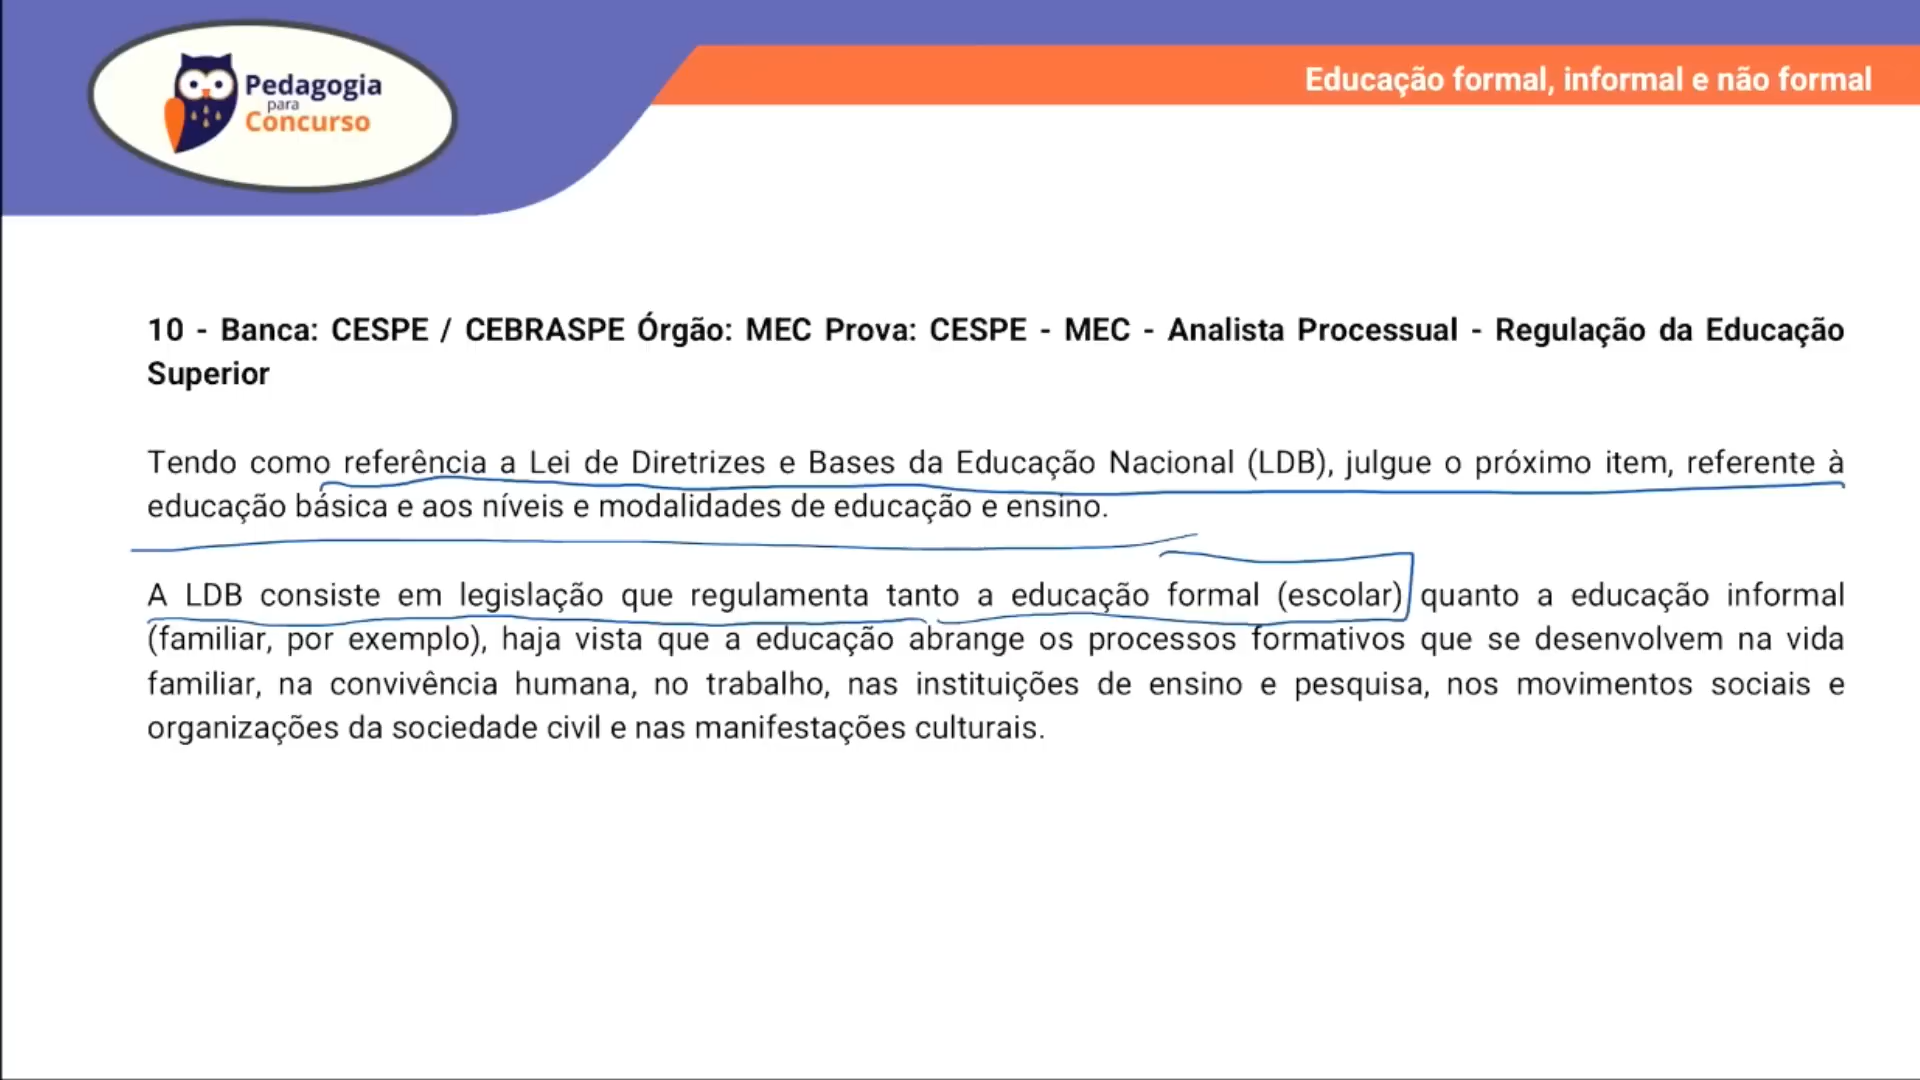 Pedagogia
para
Concurso
Educação formal, informal e não formal
10 - Banca: CESPE / CEBRASPE Órgão: MEC Prova: CESPE - MEC - Analista Processual - Regulação da Educação
Superior
Tendo como referência a Lei de Diretrizes e Bases da Educação Nacional (LDB), julgue o próximo item, referente à
educação básica e aos níveis e modalidades de educação e ensino.
A LDB consiste em legislação que regulamenta tanto a educação formal (escolar) quanto a educação informal
(familiar, por exemplo), haja vista que a educação abrange os processos formativos que se desenvolvem na vida
familiar, na convivência humana, no trabalho, nas instituições de ensino e pesquisa, nos movimentos sociais e
organizações da sociedade civil e nas manifestações culturais.